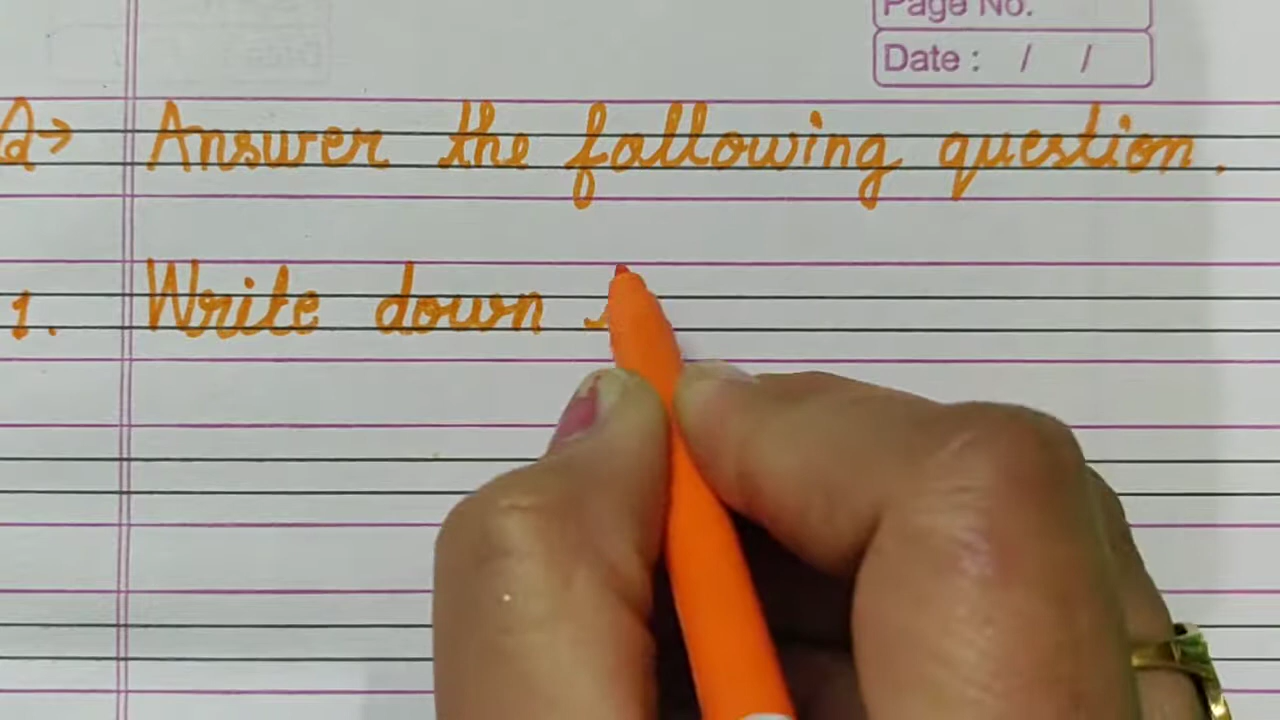 Page No.
Date : / /
Q→ Answer the following question.
1. Write down